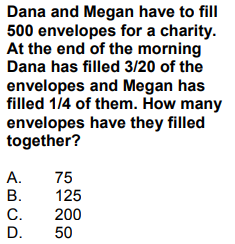 Dana and Megan have to fill
500 envelopes for a charity.
At the end of the morning
Dana has filled 3/20 of the
envelopes and Megan has
filled 1/4 of them. How many
envelopes have they filled
together?
A. 75
B. 125
C. 200
D. 50